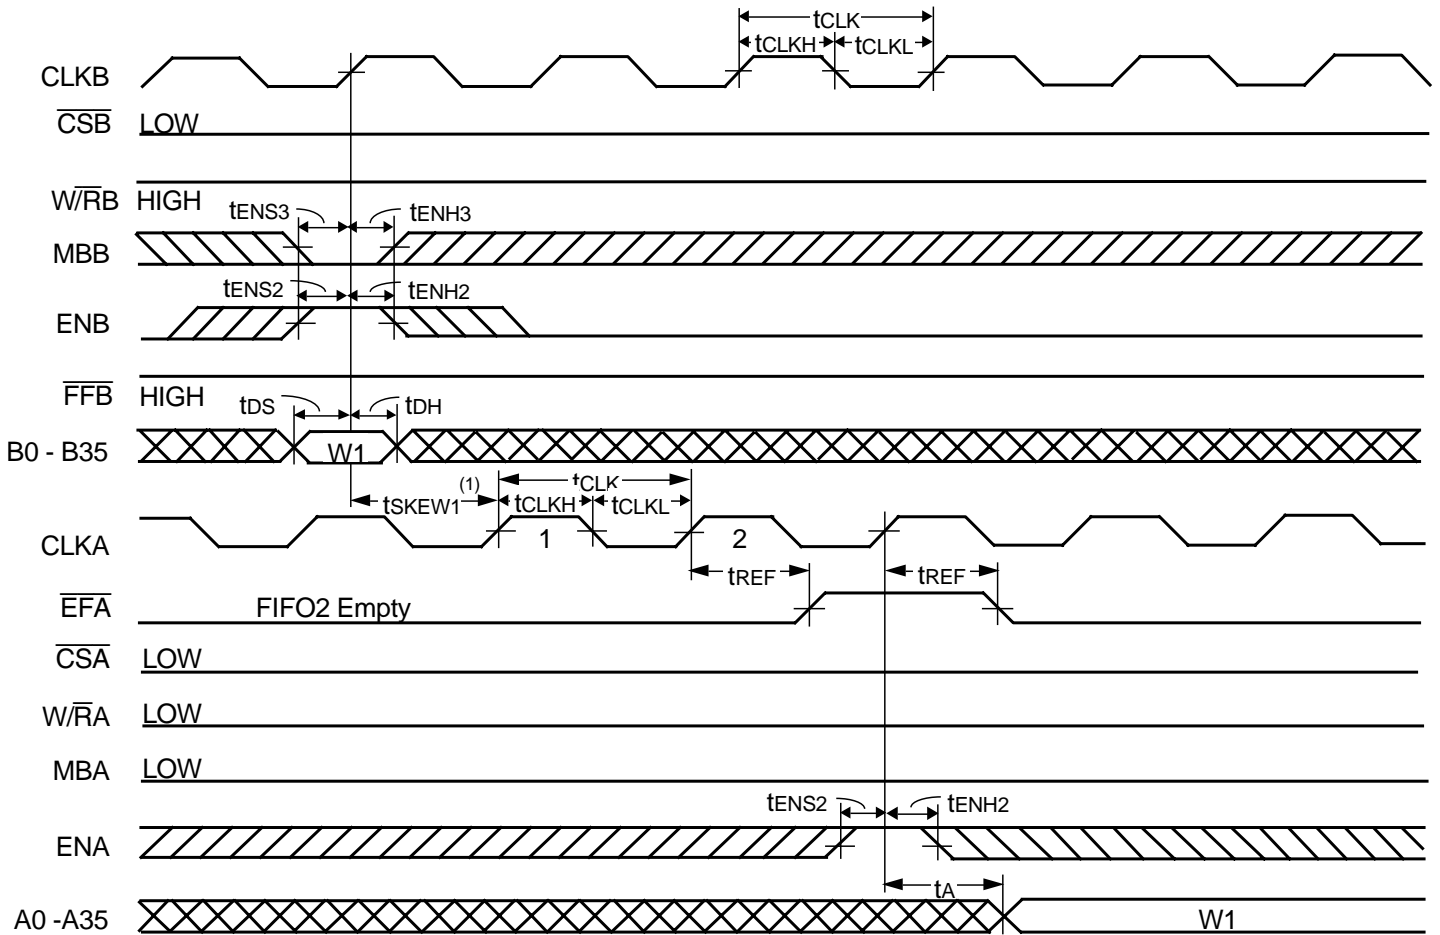 tCLK
tCLKH tCLKL
CLKB
CSB LOW
W/RB HIGH
tENS3 tENH3
MBB
tENS2 tENH2
ENB
FFB HIGH
tDS tDH
B0 - B35 W1
tSKEW1 (1) tCLK
tCLKH tCLKL
CLKA 1 2
tREF tREF
EFA FIFO2 Empty
CSA LOW
W/RA LOW
MBA LOW
tENS2 tENH2
ENA
tA
A0 -A35 W1